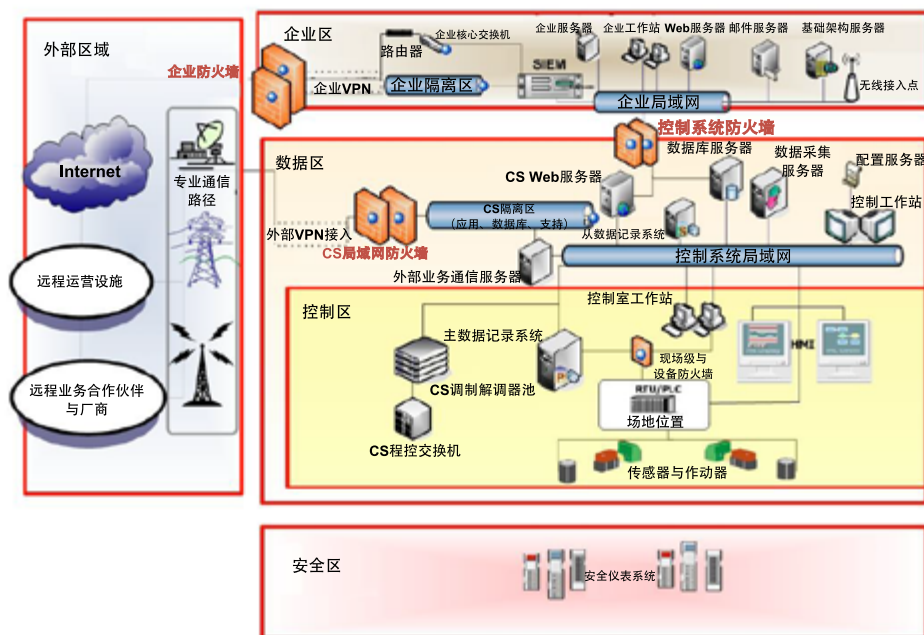 外部区域
企业防火墙
Internet
专业通信
路径
远程运营设施
远程业务合作伙伴
与厂商
企业区
路由器
企业核心交换机
企业服务器
企业工作站
Web服务器
邮件服务器
基础架构服务器
企业VPN
企业隔离区
SIEM
无线接入点
企业局域网
控制系统防火墙
数据区
数据库服务器
数据采集
服务器
配置服务器
CS Web服务器
控制工作站
外部VPN接入
CS隔离区
（应用、数据库、支持）
CS局域网防火墙
从数据记录系统
控制系统局域网
外部业务通信服务器
控制区
控制室工作站
主数据记录系统
HMI
现场级与
设备防火墙
CS调制解调器池
RTU/PLC
场地位置
CS程控交换机
传感器与作动器
安全区
安全仪表系统